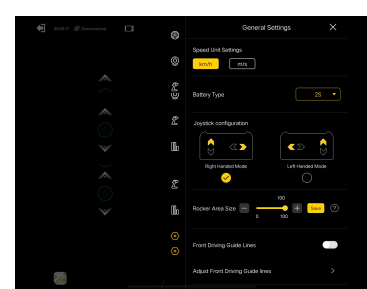 General Settings
Speed Unit Settings
km/h m/s
Battery Type 2S
Joystick configuration
Right Handed Mode Left Handed Mode
100
Rocker Area Size Save ?
0 100
Front Driving Guide Lines
Adjust Front Driving Guide lines